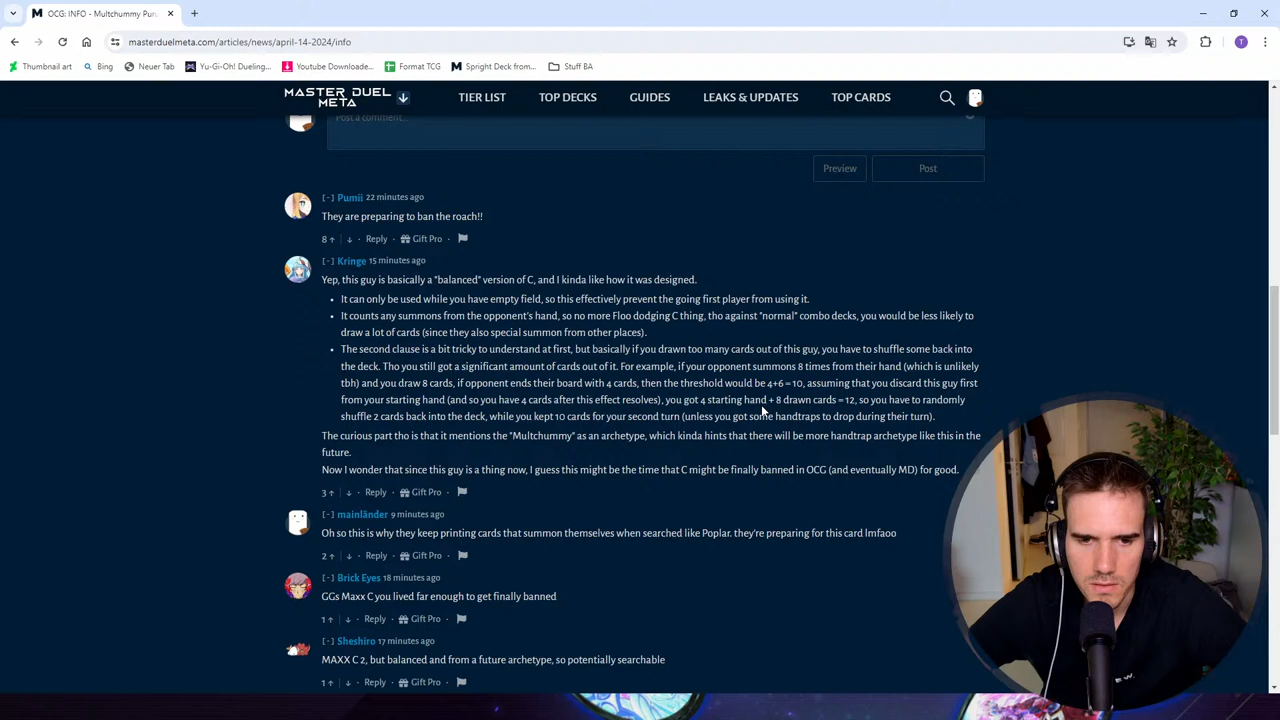 OCG: INFO - Multchummy Pur
masterduelmeta.com/articles/news/april-14-2024/info
Thumbnail art
Bing
Neuer Tab
Yu-Gi-Oh! Dueling...
Youtube Downloade...
Format TCG
Spright Deck from...
Stuff BA
MASTER DUEL
META
TIER LIST
TOP DECKS
GUIDES
LEAKS & UPDATES
TOP CARDS
Post a comment...
Preview
Post
[-] Pumii 22 minutes ago
They are preparing to ban the roach!!
8 Reply · Gift Pro ·
[-] Kringe 15 minutes ago
Yep, this guy is basically a "balanced" version of C, and I kinda like how it was designed.
• It can only be used while you have empty field, so this effectively prevent the going first player from using it.
• It counts any summons from the opponent's hand, so no more Floo dodging C thing, tho against "normal" combo decks, you would be less likely to
draw a lot of cards (since they also special summon from other places).
• The second clause is a bit tricky to understand at first, but basically if you drawn too many cards out of this guy, you have to shuffle some back into
the deck. Tho you still got a significant amount of cards out of it. For example, if your opponent summons 8 times from their hand (which is unlikely
tbh) and you draw 8 cards, if opponent ends their board with 4 cards, then the threshold would be 4+6 = 10, assuming that you discard this guy first
from your starting hand (and so you have 4 cards after this effect resolves), you got 4 starting hand + 8 drawn cards = 12, so you have to randomly
shuffle 2 cards back into the deck, while you kept 10 cards for your second turn (unless you got some handtraps to drop during their turn).
The curious part tho is that it mentions the "Multchummy" as an archetype, which kinda hints that there will be more handtrap archetype like this in the
future.
Now I wonder that since this guy is a thing now, I guess this might be the time that C might be finally banned in OCG (and eventually MD) for good.
3 Reply · Gift Pro ·
[-] mainländer 9 minutes ago
Oh so this is why they keep printing cards that summon themselves when searched like Poplar. they're preparing for this card lmfaoo
2 Reply · Gift Pro ·
[-] Brick Eyes 18 minutes ago
GGs Maxx C you lived far enough to get finally banned
1 Reply · Gift Pro ·
[-] Sheshiro 17 minutes ago
MAXX C 2, but balanced and from a future archetype, so potentially searchable
1 Reply · Gift Pro ·